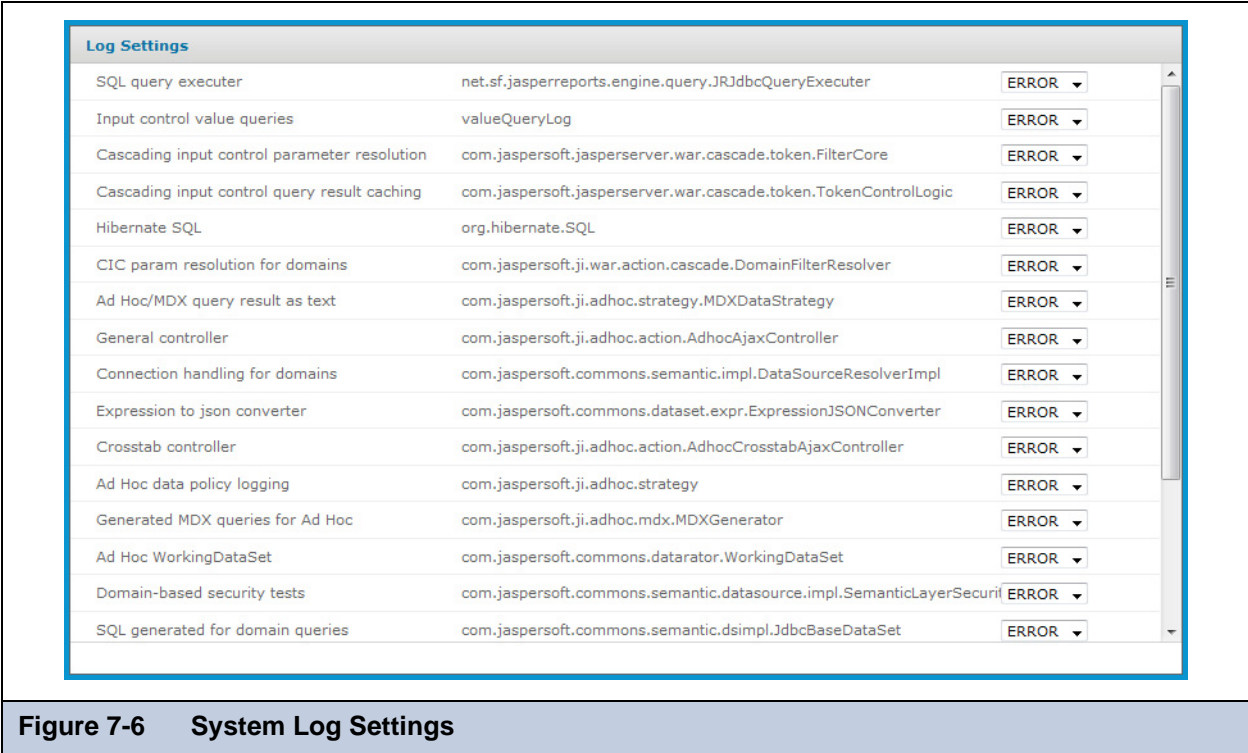 Log Settings
SQL query executer net.sf.jasperreports.engine.query.JRJdbcQueryExecuter ERROR
Input control value queries valueQueryLog ERROR
Cascading input control parameter resolution com.jaspersoft.jasperserver.war.cascade.token.FilterCore ERROR
Cascading input control query result caching com.jaspersoft.jasperserver.war.cascade.token.TokenControlLogic ERROR
Hibernate SQL org.hibernate.SQL ERROR
CIC param resolution for domains com.jaspersoft.ji.war.action.cascade.DomainFilterResolver ERROR
Ad Hoc/MDX query result as text com.jaspersoft.ji.adhoc.strategy.MDXDataStrategy ERROR
General controller com.jaspersoft.ji.adhoc.action.AdhocAjaxController ERROR
Connection handling for domains com.jaspersoft.commons.semantic.impl.DataSourceResolverImpl ERROR
Expression to json converter com.jaspersoft.commons.dataset.expr.ExpressionJSONConverter ERROR
Crosstab controller com.jaspersoft.ji.adhoc.action.AdhocCrosstabAjaxController ERROR
Ad Hoc data policy logging com.jaspersoft.ji.adhoc.strategy ERROR
Generated MDX queries for Ad Hoc com.jaspersoft.ji.adhoc.mdx.MDXGenerator ERROR
Ad Hoc WorkingDataSet com.jaspersoft.commons.datarator.WorkingDataSet ERROR
Domain-based security tests com.jaspersoft.commons.semantic.datasource.impl.SemanticLayerSecurit ERROR
SQL generated for domain queries com.jaspersoft.commons.semantic.dsimpl.JdbcBaseDataSet ERROR
Figure 7-6 System Log Settings